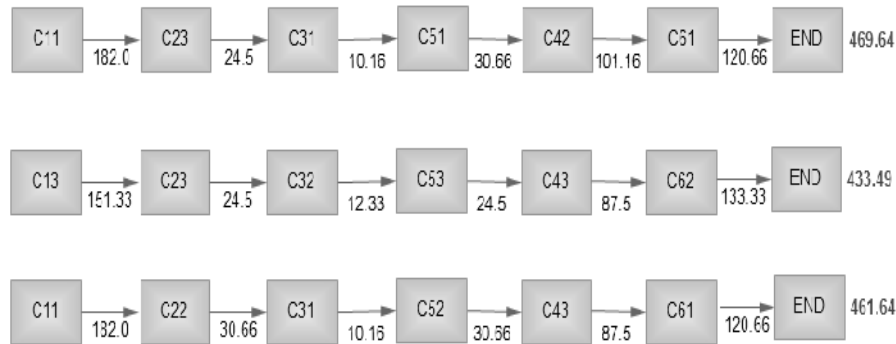 C11 C23 C31 C51 C42 C61 END 469.64
182.0 24.5 10.16 30.66 101.16 120.66
C13 C23 C32 C53 C43 C62 END 433.49
151.33 24.5 12.33 24.5 87.5 133.33
C11 C22 C31 C52 C43 C61 END 461.64
182.0 30.66 10.16 30.66 87.5 120.66